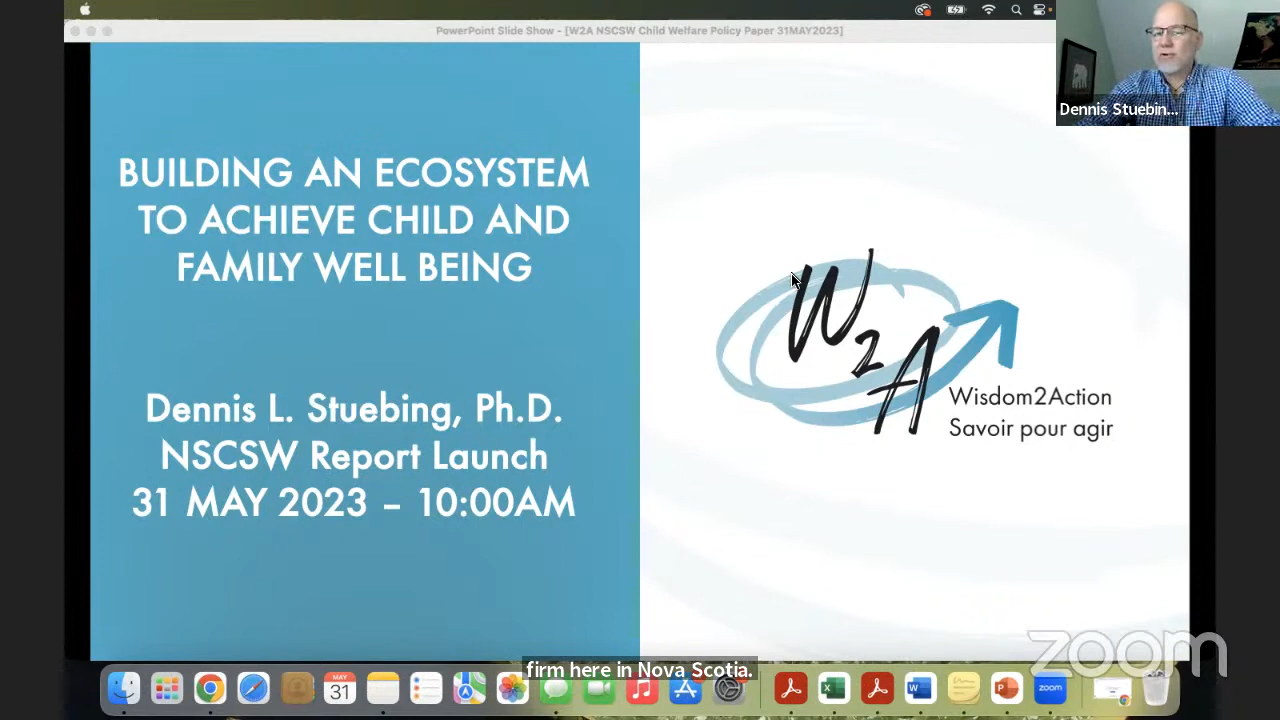 PowerPoint Slide Show - [W2A NSCSW Child Welfare Policy Paper 31MAY2023]
Dennis Stuebin...
BUILDING AN ECOSYSTEM
TO ACHIEVE CHILD AND
FAMILY WELL BEING
Dennis L. Stuebing, Ph.D.
NSCSW Report Launch
31 MAY 2023 – 10:00AM
W2A
Wisdom2Action
Savoir pour agir
zoom
firm here in Nova Scotia.
MAY
31
zoom